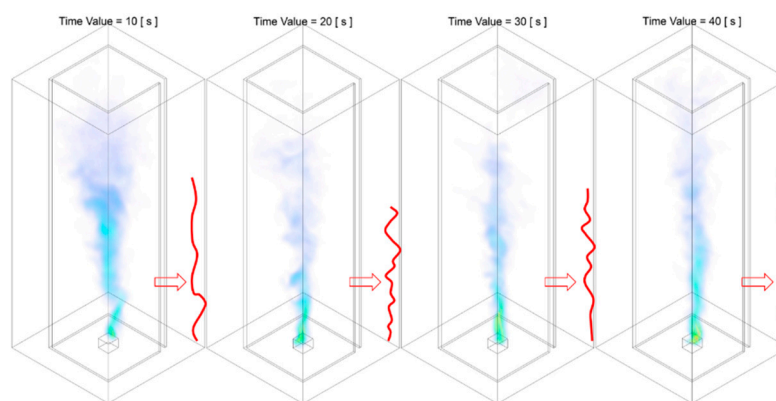 Time Value = 10 [ s ]
Time Value = 20 [ s ]
Time Value = 30 [ s ]
Time Value = 40 [ s ]